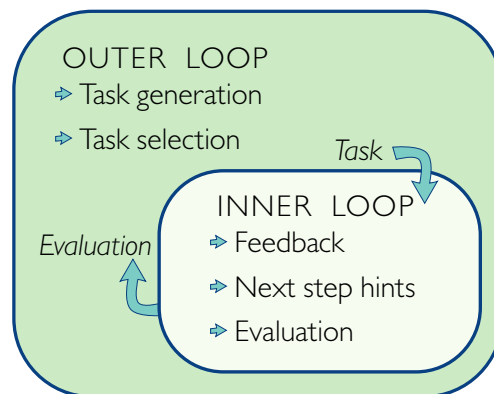 OUTER LOOP
Task generation
Task selection
Task
INNER LOOP
Feedback
Evaluation
Next step hints
Evaluation